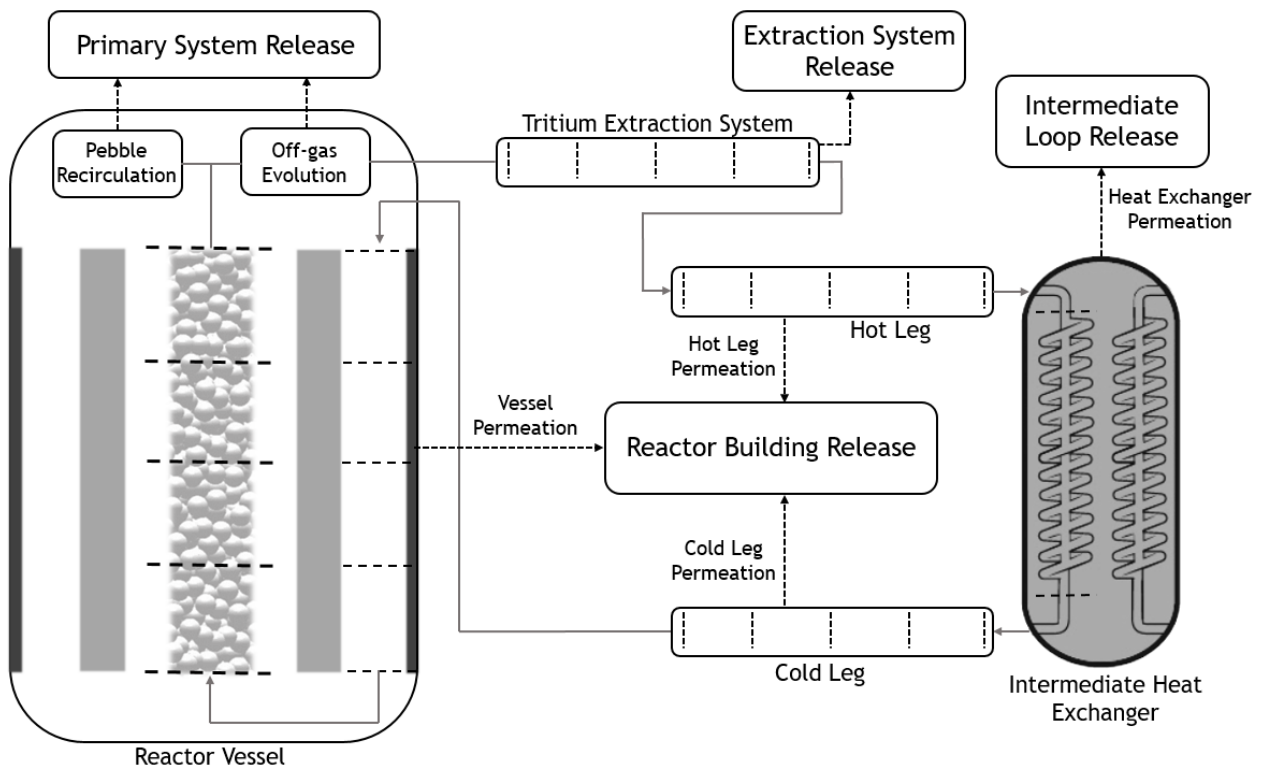 Primary System Release
Extraction System
Release
Intermediate
Loop Release
Pebble
Recirculation
Off-gas
Evolution
Tritium Extraction System
Heat Exchanger
Permeation
Hot Leg
Hot Leg
Permeation
Vessel
Permeation
Reactor Building Release
Cold Leg
Permeation
Cold Leg
Intermediate Heat
Exchanger
Reactor Vessel